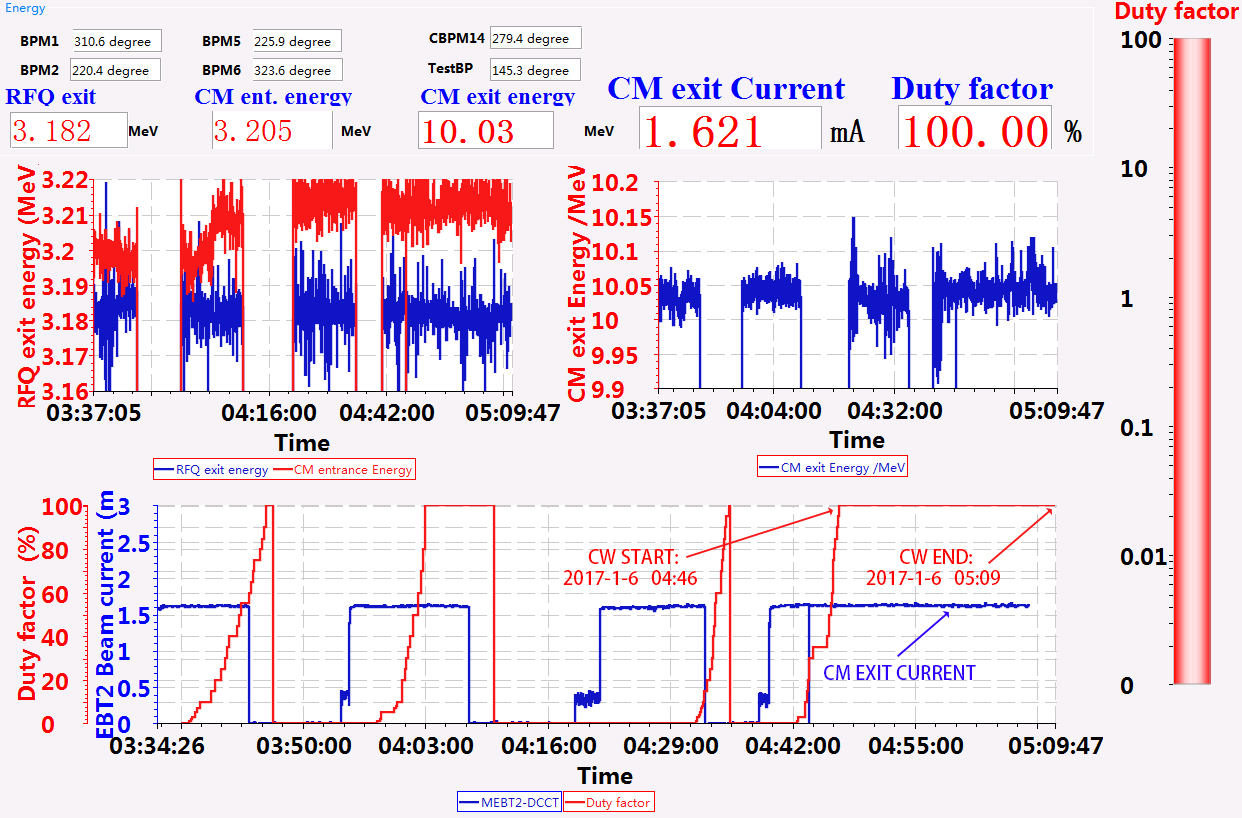 Energy
Duty factor
BPM1 310.6 degree BPM5 225.9 degree CBPM14 279.4 degree
BPM2 220.4 degree BPM6 323.6 degree TestBP 145.3 degree
RFQ exit CM ent. energy CM exit energy CM exit Current Duty factor
3.182 MeV 3.205 MeV 10.03 MeV 1.621 mA 100.00 %
100
10
1
0.1
0.01
0
RFQ exit energy (MeV
3.22
3.21
3.2
3.19
3.18
3.17
3.16
03:37:05 04:16:00 04:42:00 05:09:47
Time
RFQ exit energy CM entrance Energy
CM exit Energy /MeV
10.2
10.15
10.1
10.05
10
9.95
9.9
03:37:05 04:04:00 04:32:00 05:09:47
Time
CM exit Energy /MeV
Duty factor (%)
100
80
60
40
20
0
EBT2 Beam current (m
3
2.5
2
1.5
1
0.5
0
CW START:
2017-1-6 04:46
CW END:
2017-1-6 05:09
CM EXIT CURRENT
03:34:26 03:50:00 04:03:00 04:16:00 04:29:00 04:42:00 04:55:00 05:09:47
Time
MEBT2-DCCT Duty factor